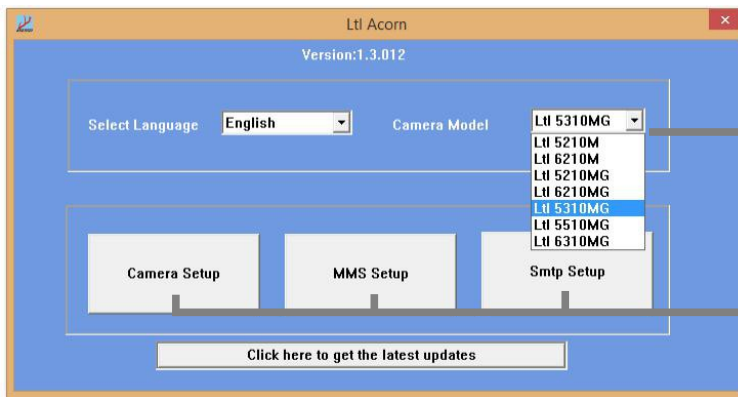 Ltl Acorn
Version:1.3.012
Select Language English Camera Model Ltl 5310MG
Ltl 5210M
Ltl 6210M
Ltl 5210MG
Ltl 6210MG
Ltl 5310MG
Ltl 5510MG
Ltl 6310MG
Camera Setup MMS Setup Smtp Setup
Click here to get the latest updates